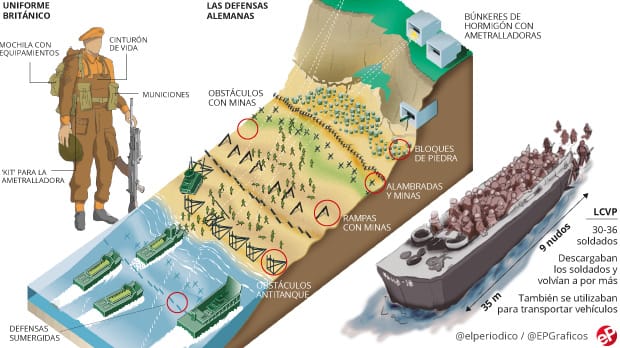 UNIFORME
BRITÁNICO
MOCHILA CON
EQUIPAMIENTOS
CINTURÓN
DE VIDA
MUNICIONES
'KIT' PARA LA
AMETRALLADORA
LAS DEFENSAS
ALEMANAS
BÚNKERES DE
HORMIGÓN CON
AMETRALLADORAS
OBSTÁCULOS
CON MINAS
BLOQUES
DE PIEDRA
ALAMBRADAS
Y MINAS
RAMPAS
CON MINAS
OBSTÁCULOS
ANTITANQUE
DEFENSAS
SUMERGIDAS
9 nudos
35 m
LCVP
30-36
soldados
Descargaban
los soldados y
volvían a por más
También se utilizaban
para transportar vehículos
@elperiodico / @EPGraficos
eP